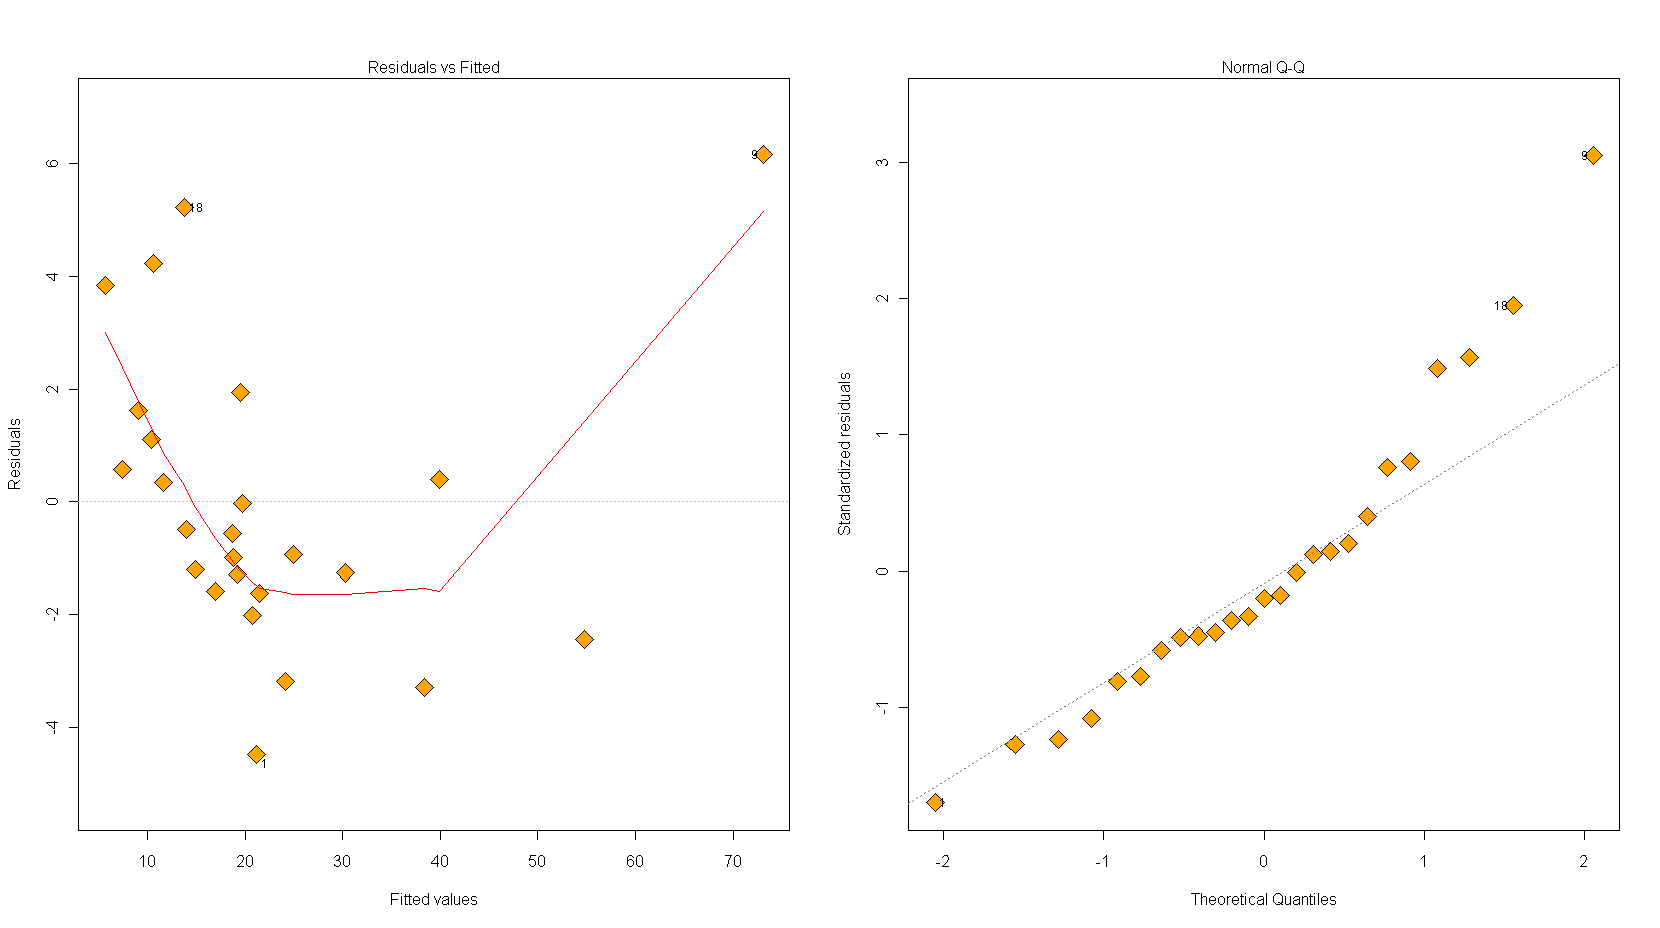 Residuals vs Fitted
6
4
2
0
-2
-4
Residuals
9
18
1
10 20 30 40 50 60 70
Fitted values
Normal Q-Q
3
2
1
0
-1
Standardized residuals
9
18
-2 -1 0 1 2
Theoretical Quantiles